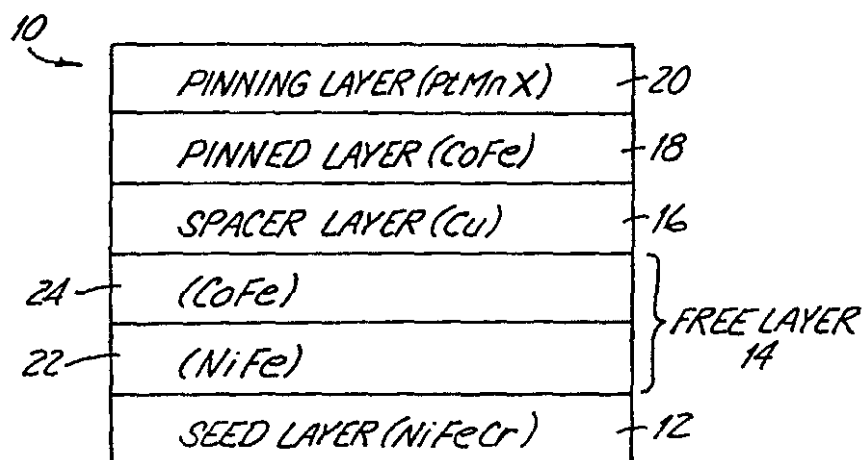 10
PINNING LAYER (PtMnX) 20
PINNED LAYER (CoFe) 18
SPACER LAYER (Cu) 16
24 (CoFe)
FREE LAYER
14
22 (NiFe)
SEED LAYER (NiFeCr) 12